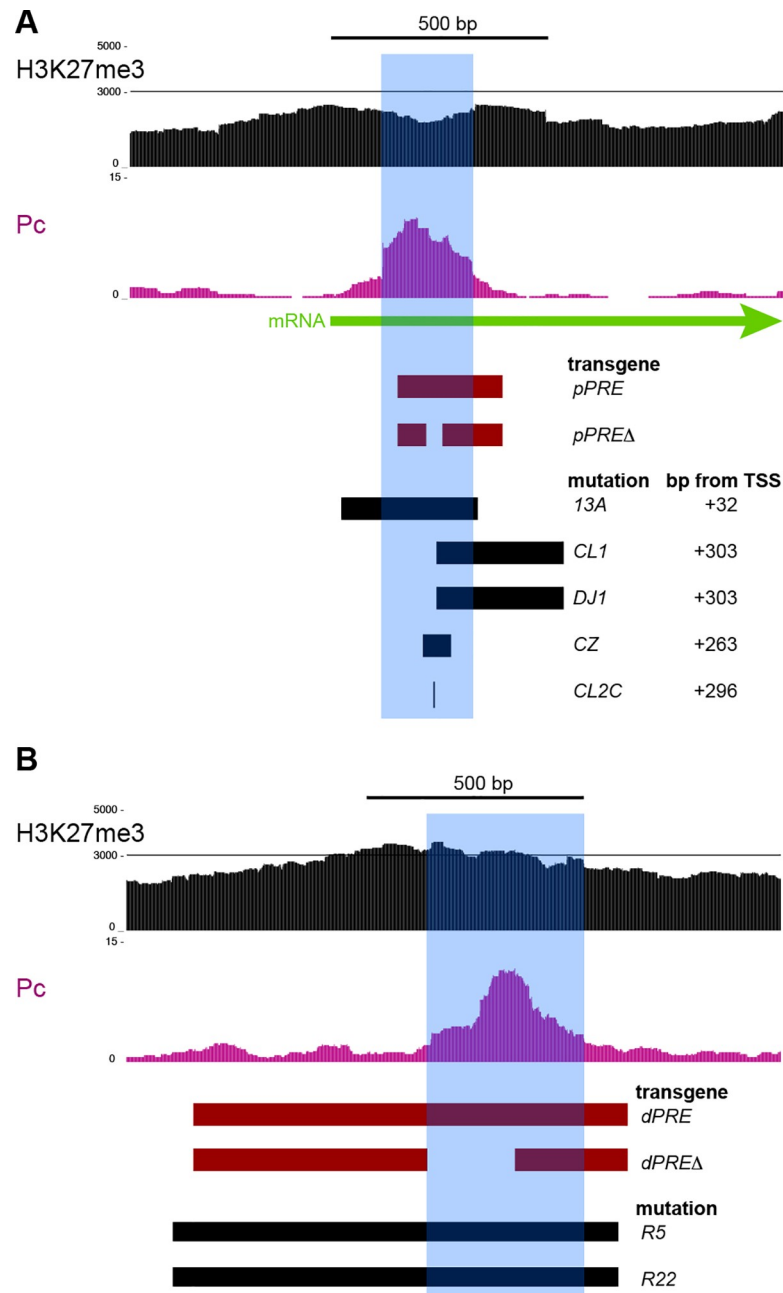 A
500 bp
5000 -
H3K27me3
3000 -
0 _
15 -
Pc
0 _
mRNA
transgene
pPRE
pPREΔ
mutation bp from TSS
13A +32
CL1 +303
DJ1 +303
CZ +263
CL2C +296
B
500 bp
5000 -
H3K27me3
3000 -
0 _
15 -
Pc
0 _
transgene
dPRE
dPREΔ
mutation
R5
R22